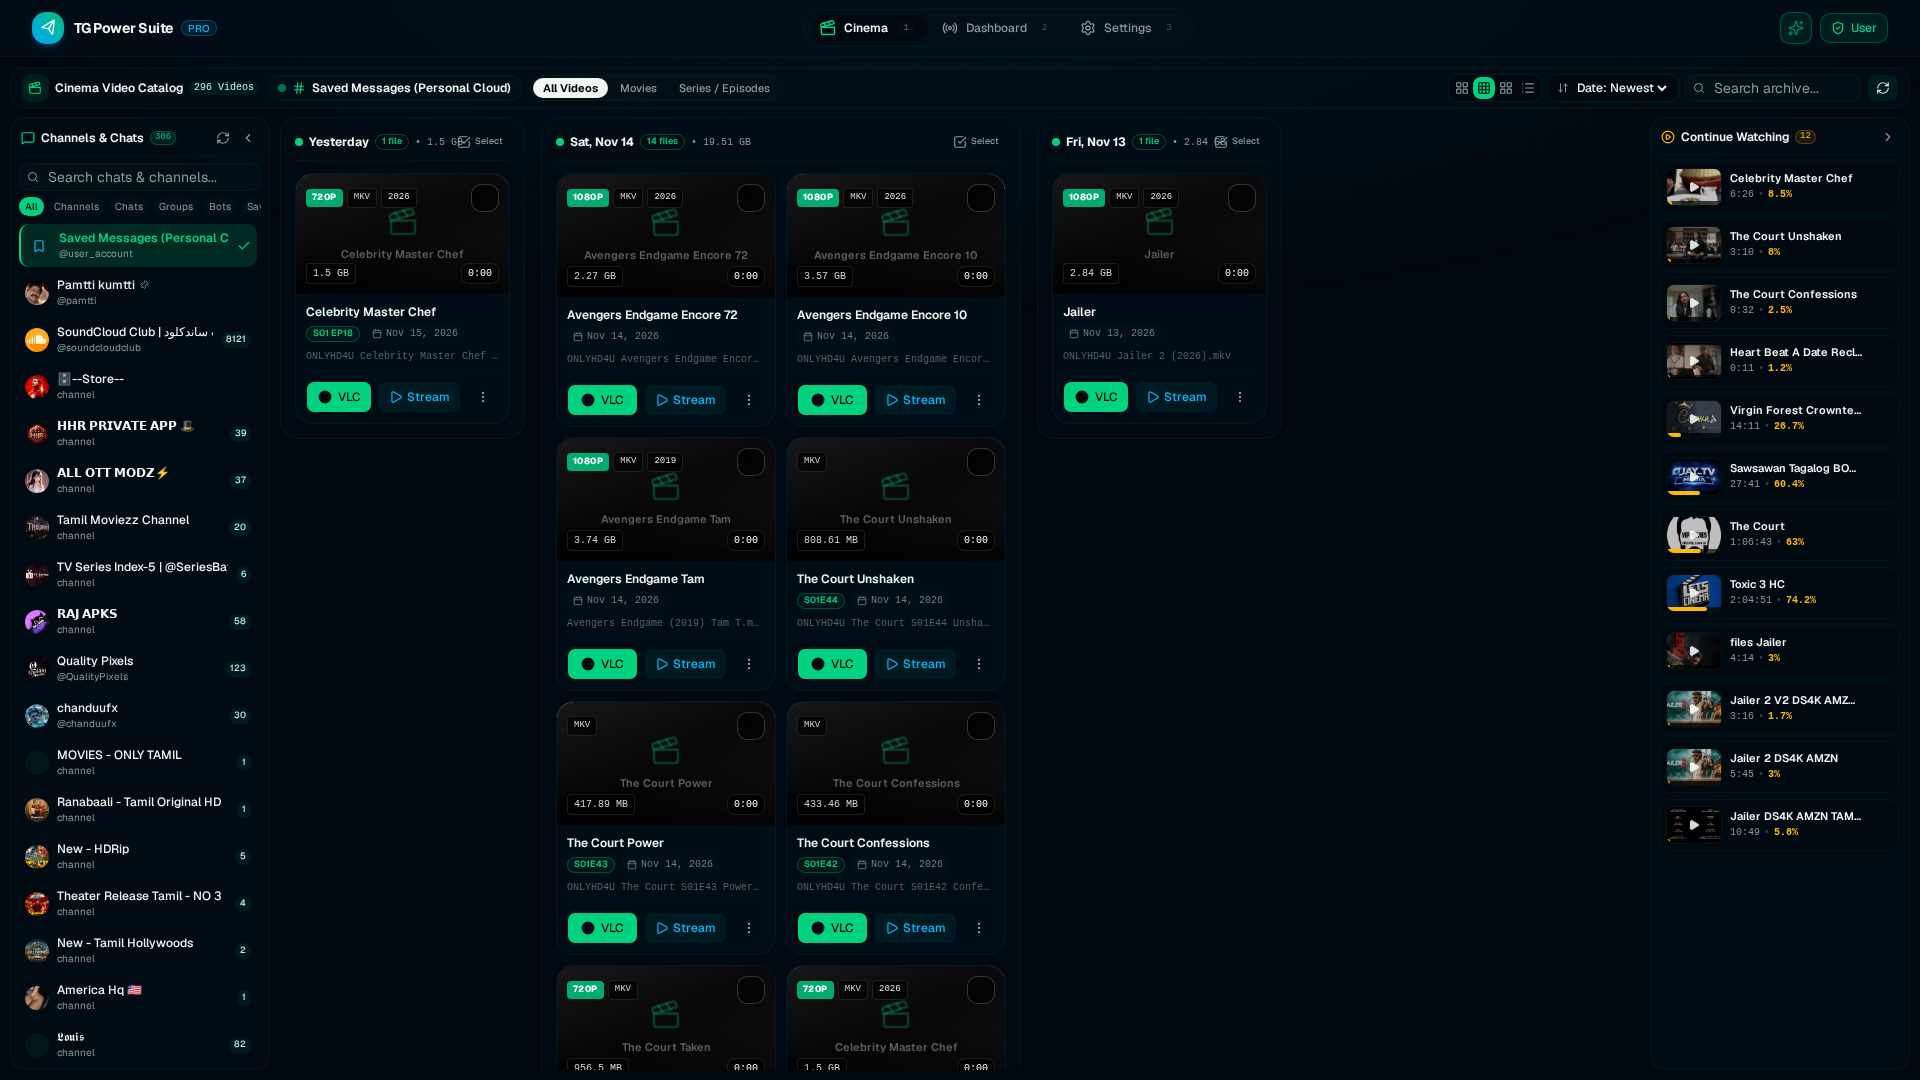 TG Power Suite PRO
Cinema 1
Dashboard 2
Settings 3
User
Cinema Video Catalog 296 Videos
# Saved Messages (Personal Cloud)
All Videos
Movies
Series / Episodes
Date: Newest
Search archive...
Channels & Chats 306
Search chats & channels...
All
Channels
Chats
Groups
Bots
Saved Messages (Personal C
@user_account
Pamtti kumtti
@pamtti
SoundCloud Club | ساندکلود
@soundcloudclub
8121
🗄️--Store--
channel
HHR PRIVATE APP 🎩
channel
39
ALL OTT MODZ⚡
channel
37
Tamil Moviezz Channel
channel
20
TV Series Index-5 | @SeriesBa
channel
6
RAJ APKS
channel
58
Quality Pixels
@QualityPixels
123
chanduufx
@chanduufx
30
MOVIES - ONLY TAMIL
channel
1
Ranabaali - Tamil Original HD
channel
1
New - HDRip
channel
5
Theater Release Tamil - NO 3
channel
4
New - Tamil Hollywoods
channel
2
America Hq 🇺🇸
channel
1
𝕷𝖔𝖚𝖎𝖘
channel
82
Yesterday 1 file • 1.5 GB Select
720P MKV 2026
Celebrity Master Chef
1.5 GB 0:00
Celebrity Master Chef
S01 EP18 Nov 15, 2026
ONLYHD4U Celebrity Master Chef …
VLC Stream
Sat, Nov 14 14 files • 19.51 GB Select
1080P MKV 2026
Avengers Endgame Encore 72
2.27 GB 0:00
Avengers Endgame Encore 72
Nov 14, 2026
ONLYHD4U Avengers Endgame Encor…
VLC Stream
1080P MKV 2026
Avengers Endgame Encore 10
3.57 GB 0:00
Avengers Endgame Encore 10
Nov 14, 2026
ONLYHD4U Avengers Endgame Encor…
VLC Stream
1080P MKV 2019
Avengers Endgame Tam
3.74 GB 0:00
Avengers Endgame Tam
Nov 14, 2026
Avengers Endgame (2019) Tam T.m…
VLC Stream
MKV
The Court Unshaken
808.61 MB 0:00
The Court Unshaken
S01E44 Nov 14, 2026
ONLYHD4U The Court S01E44 Unsha…
VLC Stream
MKV
The Court Power
417.89 MB 0:00
The Court Power
S01E43 Nov 14, 2026
ONLYHD4U The Court S01E43 Power…
VLC Stream
MKV
The Court Confessions
433.46 MB 0:00
The Court Confessions
S01E42 Nov 14, 2026
ONLYHD4U The Court S01E42 Confe…
VLC Stream
720P MKV
The Court Taken
956.5 MB 0:00
720P MKV 2026
Celebrity Master Chef
1.5 GB 0:00
Fri, Nov 13 1 file • 2.84 Select
1080P MKV 2026
Jailer
2.84 GB 0:00
Jailer
Nov 13, 2026
ONLYHD4U Jailer 2 (2026).mkv
VLC Stream
Continue Watching 12
Celebrity Master Chef
6:26 • 8.5%
The Court Unshaken
3:10 • 8%
The Court Confessions
0:32 • 2.5%
Heart Beat A Date Recl...
0:11 • 1.2%
Virgin Forest Crownte...
14:11 • 26.7%
Sawsawan Tagalog BO...
27:41 • 60.4%
The Court
1:06:43 • 63%
Toxic 3 HC
2:04:51 • 74.2%
files Jailer
4:14 • 3%
Jailer 2 V2 DS4K AMZ...
3:16 • 1.7%
Jailer 2 DS4K AMZN
5:45 • 3%
Jailer DS4K AMZN TAM...
10:49 • 5.8%